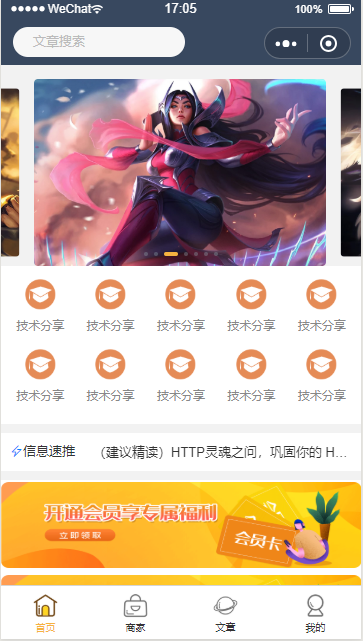 WeChat 17:05 100%
文章搜索
技术分享 技术分享 技术分享 技术分享 技术分享
技术分享 技术分享 技术分享 技术分享 技术分享
信息速推 （建议精读）HTTP灵魂之问，巩固你的 H...
开通会员享专属福利
立即领取
会员卡
首页 商家 文章 我的